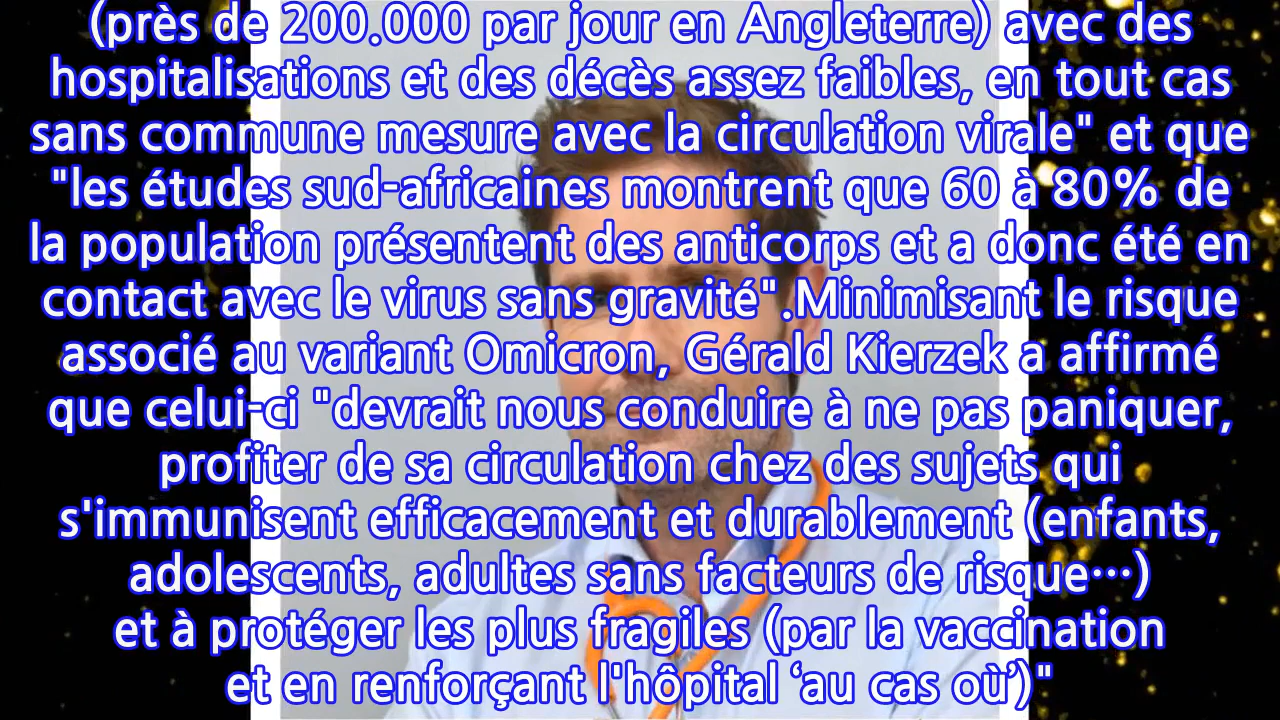 (près de 200.000 par jour en Angleterre) avec des
hospitalisations et des décès assez faibles, en tout cas
sans commune mesure avec la circulation virale" et que
"les études sud-africaines montrent que 60 à 80% de
la population présentent des anticorps et a donc été en
contact avec le virus sans gravité".Minimisant le risque
associé au variant Omicron, Gérald Kierzek a affirmé
que celui-ci "devrait nous conduire à ne pas paniquer,
profiter de sa circulation chez des sujets qui
s'immunisent efficacement et durablement (enfants,
adolescents, adultes sans facteurs de risque…)
et à protéger les plus fragiles (par la vaccination
et en renforçant l'hôpital ‘au cas où’)"